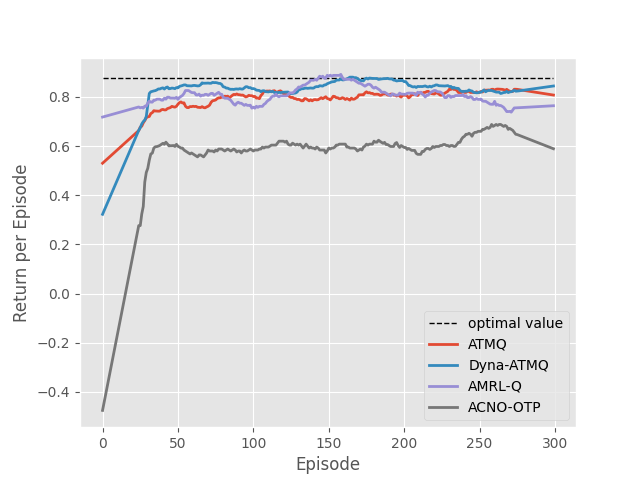 Return per Episode
0.8
0.6
0.4
0.2
0.0
−0.2
−0.4
optimal value
ATMQ
Dyna-ATMQ
AMRL-Q
ACNO-OTP
0 50 100 150 200 250 300
Episode